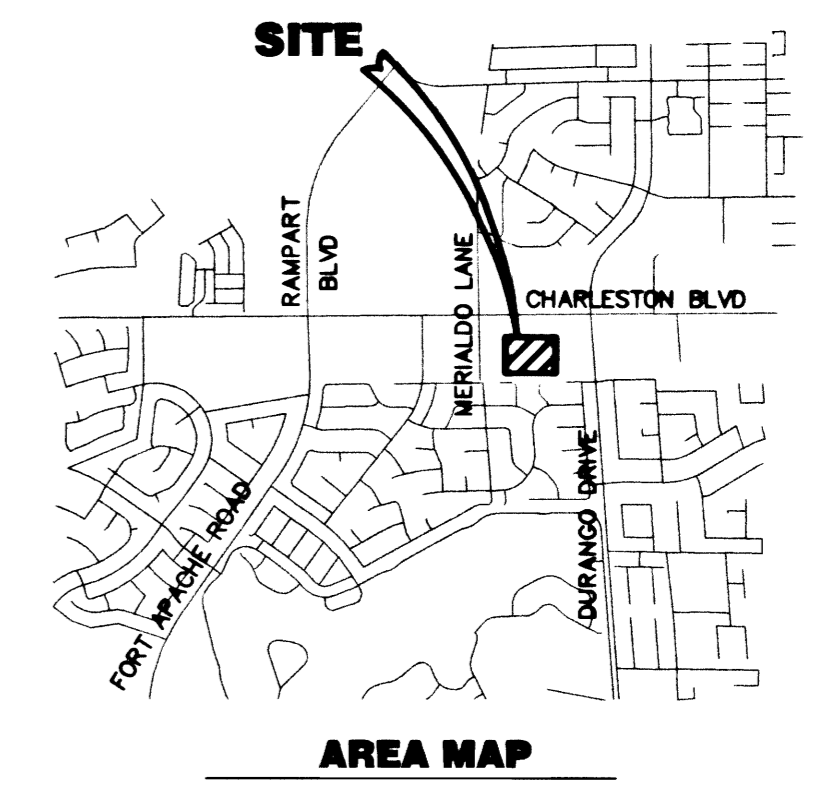 SITE
RAMPART
BLVD
MERIALDO LANE
CHARLESTON BLVD
DURANGO DRIVE
FORT APACHE ROAD
AREA MAP